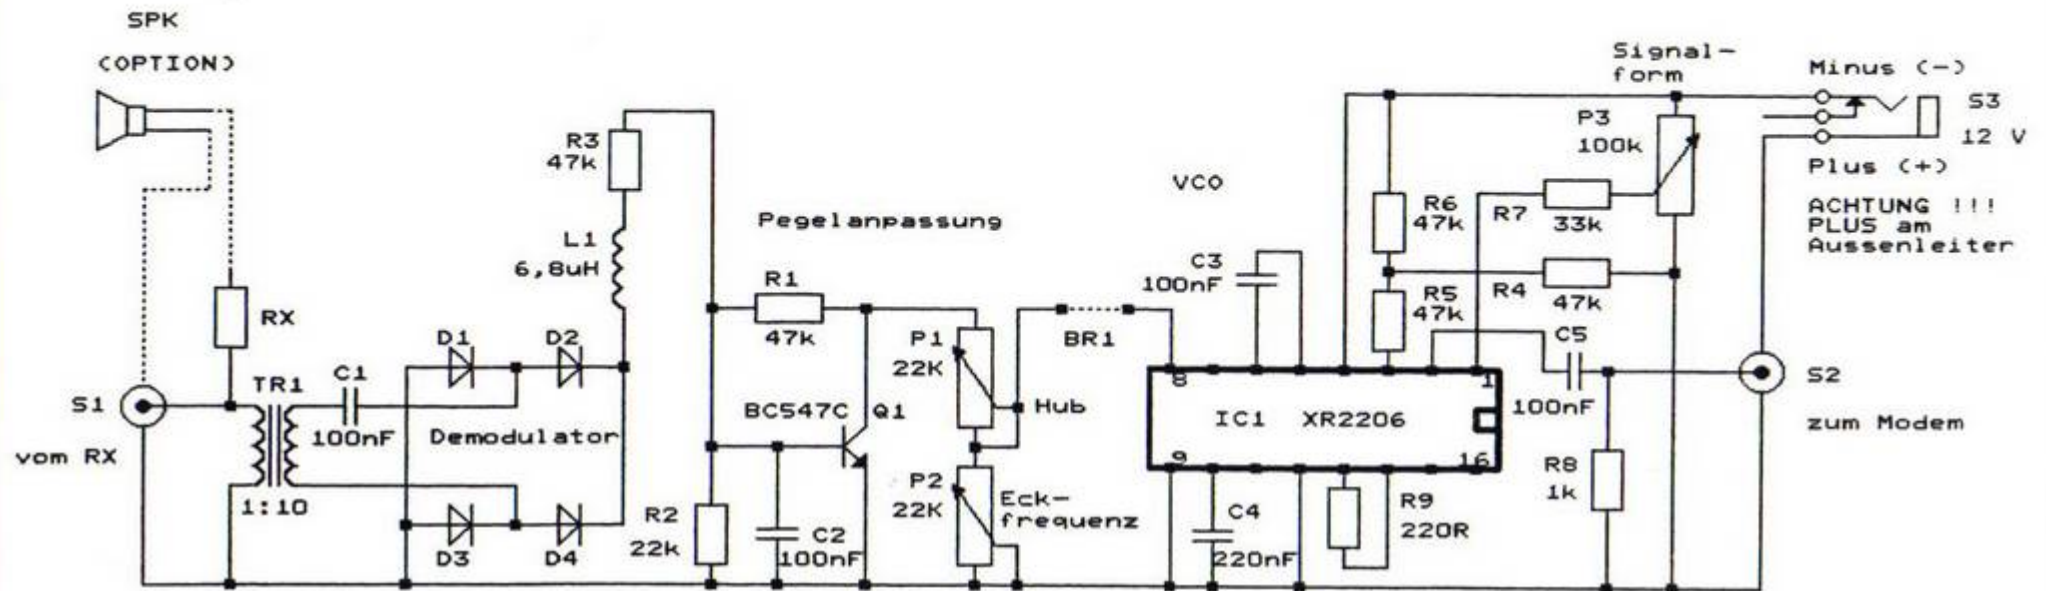 SPK
(OPTION)
RX
S1
vom RX
TR1
1:10
C1
100nF
Demodulator
D1
D2
D3
D4
R3
47k
L1
6,8uH
Pegelanpassung
R1
47k
R2
22k
BC547C Q1
C2
100nF
P1
22K
Hub
P2
22K
Eck-
frequenz
BR1
VCO
C3
100nF
8
1
IC1 XR2206
9
16
C4
220nF
R9
220R
R6
47k
R5
47k
R7
33k
R4
47k
Signal-
form
P3
100k
C5
100nF
R8
1k
Minus (-)
S3
12 V
Plus (+)
ACHTUNG !!!
PLUS am
Aussenleiter
S2
zum Modem